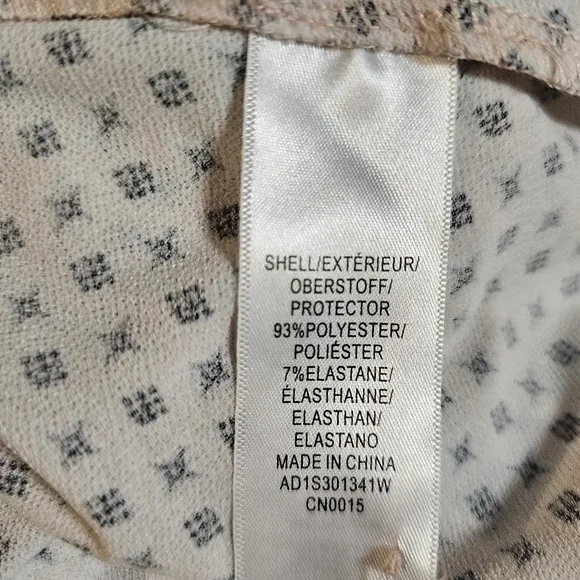 SHELL/EXTÉRIEUR/
OBERSTOFF/
PROTECTOR
93%POLYESTER/
POLIÉSTER
7%ELASTANE/
ÉLASTHANNE/
ELASTHAN/
ELASTANO
MADE IN CHINA
AD1S301341W
CN0015